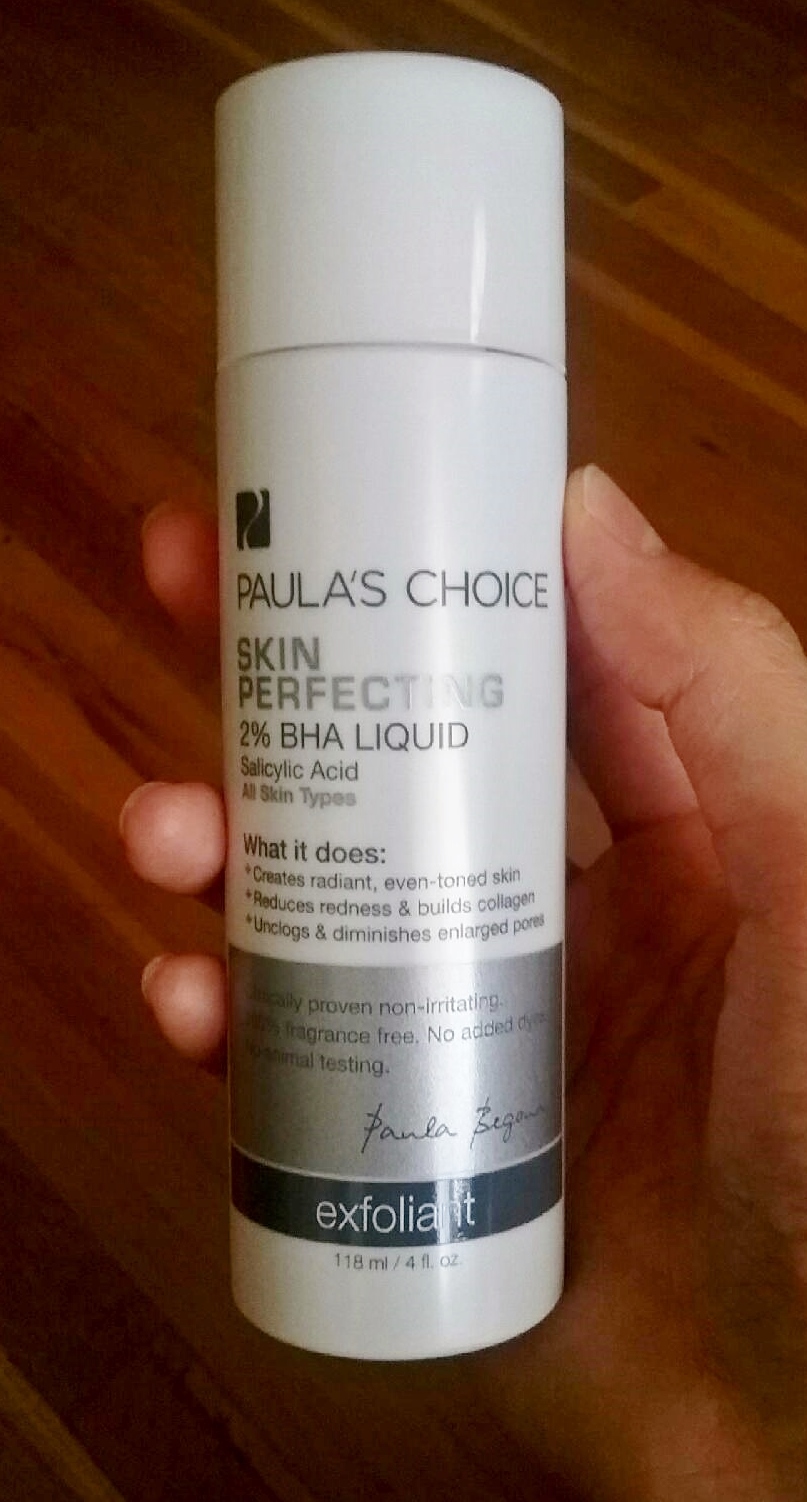 PAULA'S CHOICE
SKIN
PERFECTING
2% BHA LIQUID
Salicylic Acid
All Skin Types
What it does:
*Creates radiant, even-toned skin
*Reduces redness & builds collagen
*Unclogs & diminishes enlarged pores
proven non-irritating.
fragrance free. No added
animal testing.
Paula
exfoliant
118 ml / 4 fl. oz.